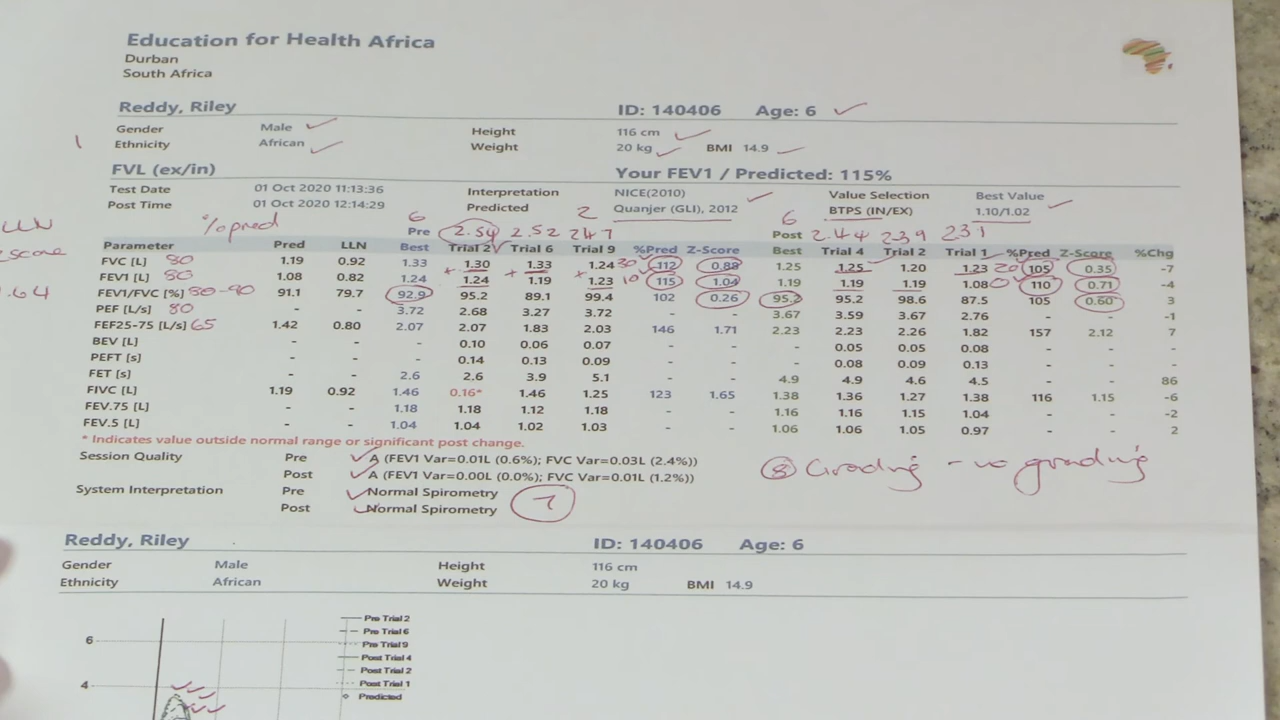 Education for Health Africa
Durban
South Africa
Reddy, Riley ID: 140406 Age: 6
Gender Male Height 116 cm
Ethnicity African Weight 20 kg BMI 14.9
1
FVL (ex/in) Your FEV1 / Predicted: 115%
Test Date 01 Oct 2020 11:13:36 Interpretation NICE(2010) Value Selection Best Value
Post Time 01 Oct 2020 12:14:29 Predicted Quanjer (GLI), 2012 BTPS (IN/EX) 1.10/1.02
LLN %pred 6 2 6
Pre 2.54 2.52 2.47 Post 2.44 2.39 2.31
Parameter Pred LLN Best Trial 2 Trial 6 Trial 9 %Pred Z-Score Best Trial 4 Trial 2 Trial 1 %Pred Z-Score %Chg
score
FVC [L] 80 1.19 0.92 1.33 1.30 1.33 1.24 30 112 0.88 1.25 1.25 1.20 1.23 20 105 0.35 -7
FEV1 [L] 80 1.08 0.82 1.24 1.24 1.19 1.23 10 115 1.04 1.19 1.19 1.19 1.08 0 110 0.71 -4
.64
FEV1/FVC [%] 80-90 91.1 79.7 92.9 95.2 89.1 99.4 102 0.26 95.2 95.2 98.6 87.5 105 0.60 3
PEF [L/s] 80 - - 3.72 2.68 3.27 3.72 - - 3.67 3.59 3.67 2.76 - - -1
FEF25-75 [L/s] 65 1.42 0.80 2.07 2.07 1.83 2.03 146 1.71 2.23 2.23 2.26 1.82 157 2.12 7
BEV [L] - - - 0.10 0.06 0.07 - - - 0.05 0.05 0.08 - - -
PEFT [s] - - - 0.14 0.13 0.09 - - - 0.08 0.09 0.13 - - -
FET [s] - - 2.6 2.6 3.9 5.1 - - 4.9 4.9 4.6 4.5 - - 86
FIVC [L] 1.19 0.92 1.46 0.16* 1.46 1.25 123 1.65 1.38 1.36 1.27 1.38 116 1.15 -6
FEV.75 [L] - - 1.18 1.18 1.12 1.18 - - 1.16 1.16 1.15 1.04 - - -2
FEV.5 [L] - - 1.04 1.04 1.02 1.03 - - 1.06 1.06 1.05 0.97 - - 2
* Indicates value outside normal range or significant post change.
Session Quality Pre A (FEV1 Var=0.01L (0.6%); FVC Var=0.03L (2.4%))
Post A (FEV1 Var=0.00L (0.0%); FVC Var=0.01L (1.2%))
8 Grading - no grading
System Interpretation Pre Normal Spirometry
Post Normal Spirometry
7
Reddy, Riley ID: 140406 Age: 6
Gender Male Height 116 cm
Ethnicity African Weight 20 kg BMI 14.9
Pre Trial 2
Pre Trial 6
Pre Trial 9
Post Trial 4
Post Trial 2
Post Trial 1
Predicted
6
4